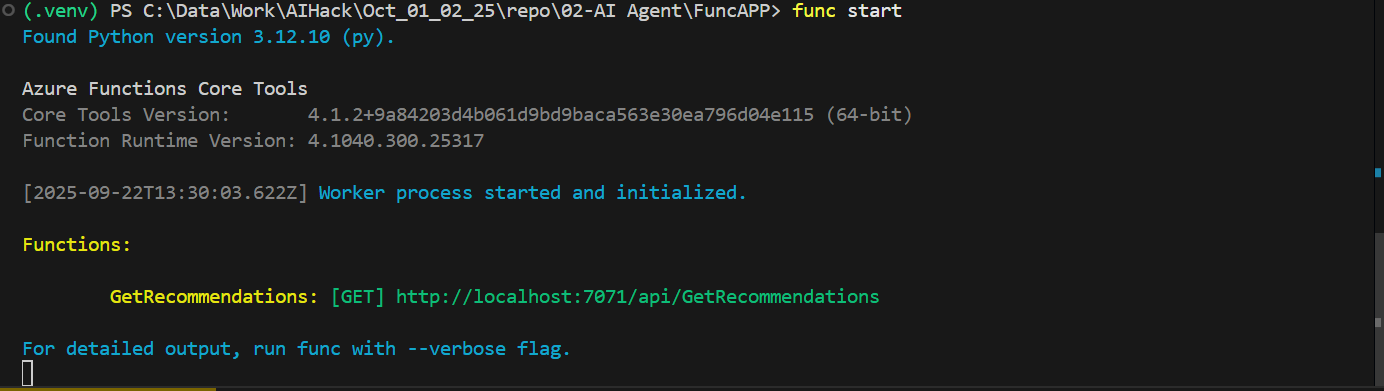 (.venv) PS C:\Data\Work\AIHack\Oct_01_02_25\repo\02-AI Agent\FuncAPP> func start
Found Python version 3.12.10 (py).
Azure Functions Core Tools
Core Tools Version:       4.1.2+9a84203d4b061d9bd9baca563e30ea796d04e115 (64-bit)
Function Runtime Version: 4.1040.300.25317
[2025-09-22T13:30:03.622Z] Worker process started and initialized.
Functions:
GetRecommendations: [GET] http://localhost:7071/api/GetRecommendations
For detailed output, run func with --verbose flag.